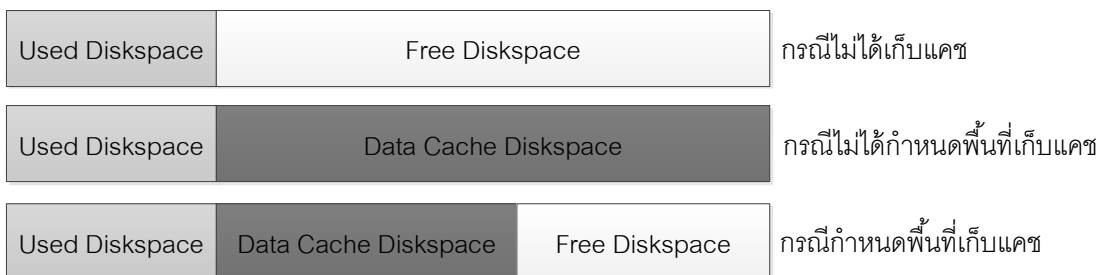 Used Diskspace Free Diskspace กรณีไม่ได้เก็บแคช
Used Diskspace Data Cache Diskspace กรณีไม่ได้กำหนดพื้นที่เก็บแคช
Used Diskspace Data Cache Diskspace Free Diskspace กรณีกำหนดพื้นที่เก็บแคช